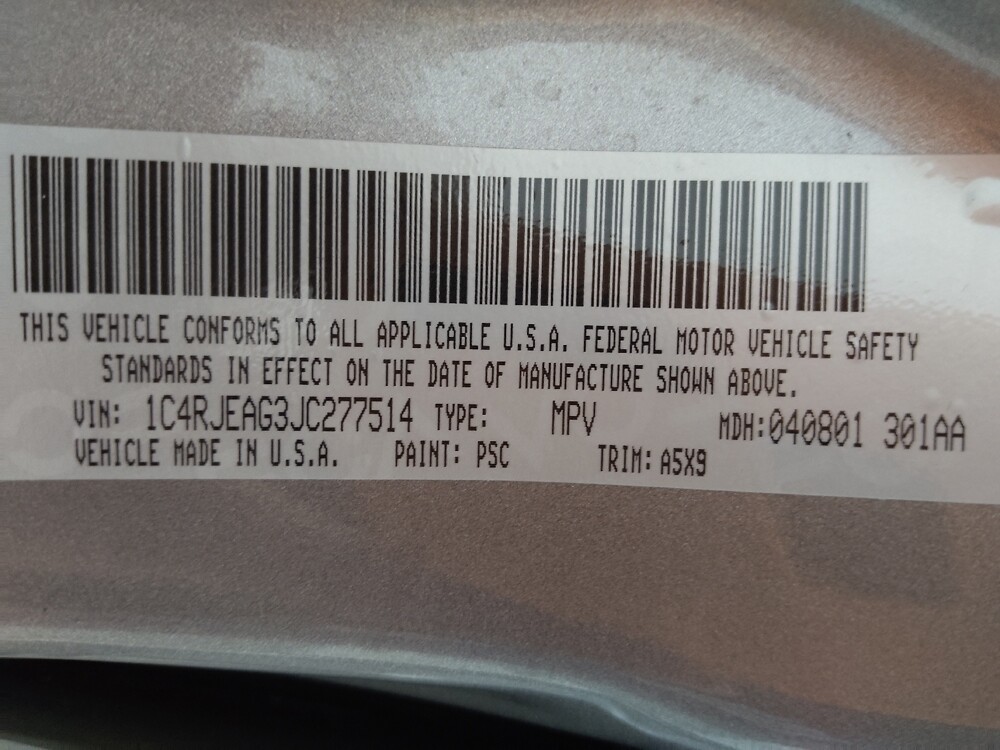 THIS VEHICLE CONFORMS TO ALL APPLICABLE U.S.A. FEDERAL MOTOR VEHICLE SAFETY
STANDARDS IN EFFECT ON THE DATE OF MANUFACTURE SHOWN ABOVE.
VIN: 1C4RJEAG3JC277514 TYPE: MPV MDH:040801 301AA
VEHICLE MADE IN U.S.A. PAINT: PSC TRIM: A5X9